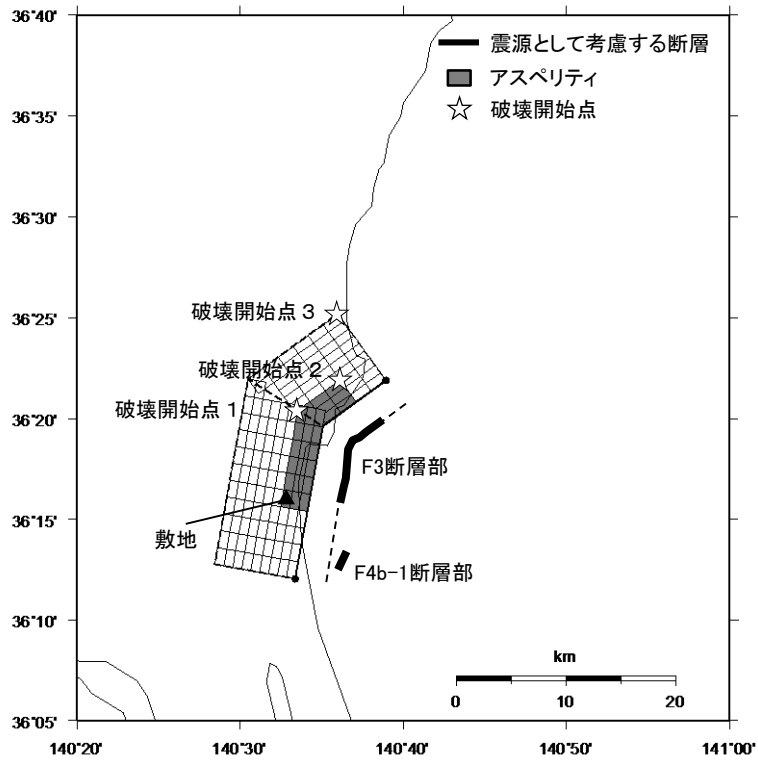 36°40'
震源として考慮する断層
アスペリティ
破壊開始点
36°35'
36°30'
36°25'
破壊開始点３
破壊開始点２
破壊開始点１
36°20'
F3断層部
36°15'
敷地
F4b-1断層部
36°10'
km
0 10 20
36°05'
140°20' 140°30' 140°40' 140°50' 141°00'